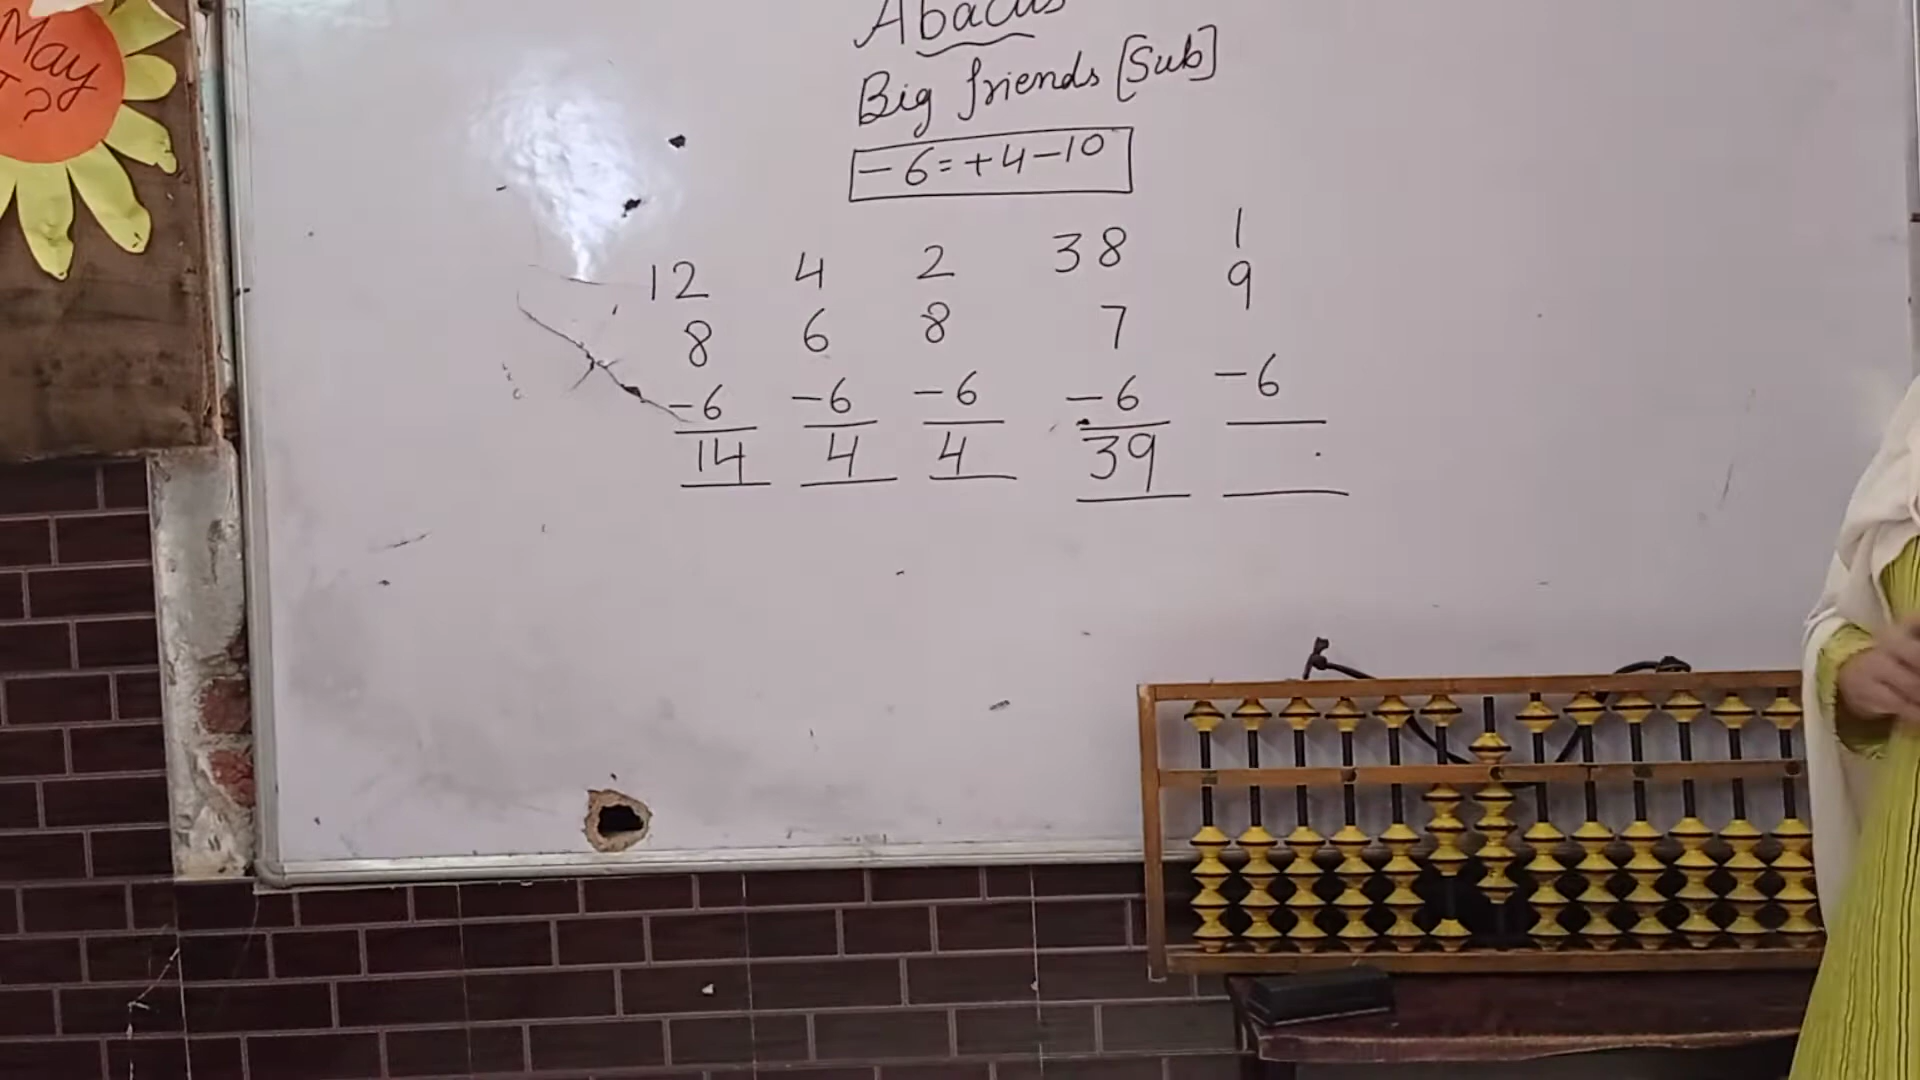 May
?
Abacus
Big friends [Sub]
-6=+4-10
12 4 2 38 1
8 6 8 7 9
-6 -6 -6 -6 -6
14 4 4 39